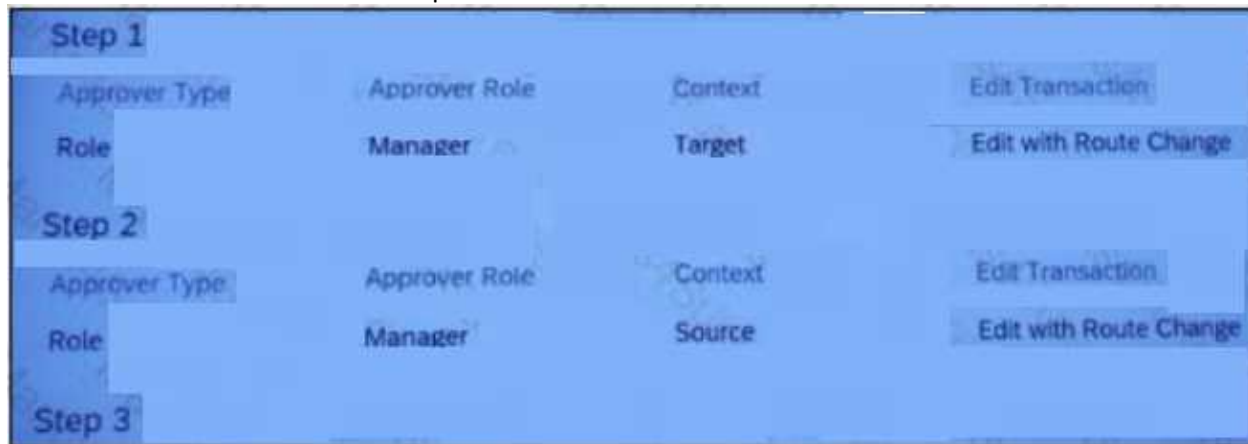 Step 1
Approver Type Approver Role Context Edit Transaction
Role Manager Target Edit with Route Change
Step 2
Approver Type Approver Role Context Edit Transaction
Role Manager Source Edit with Route Change
Step 3